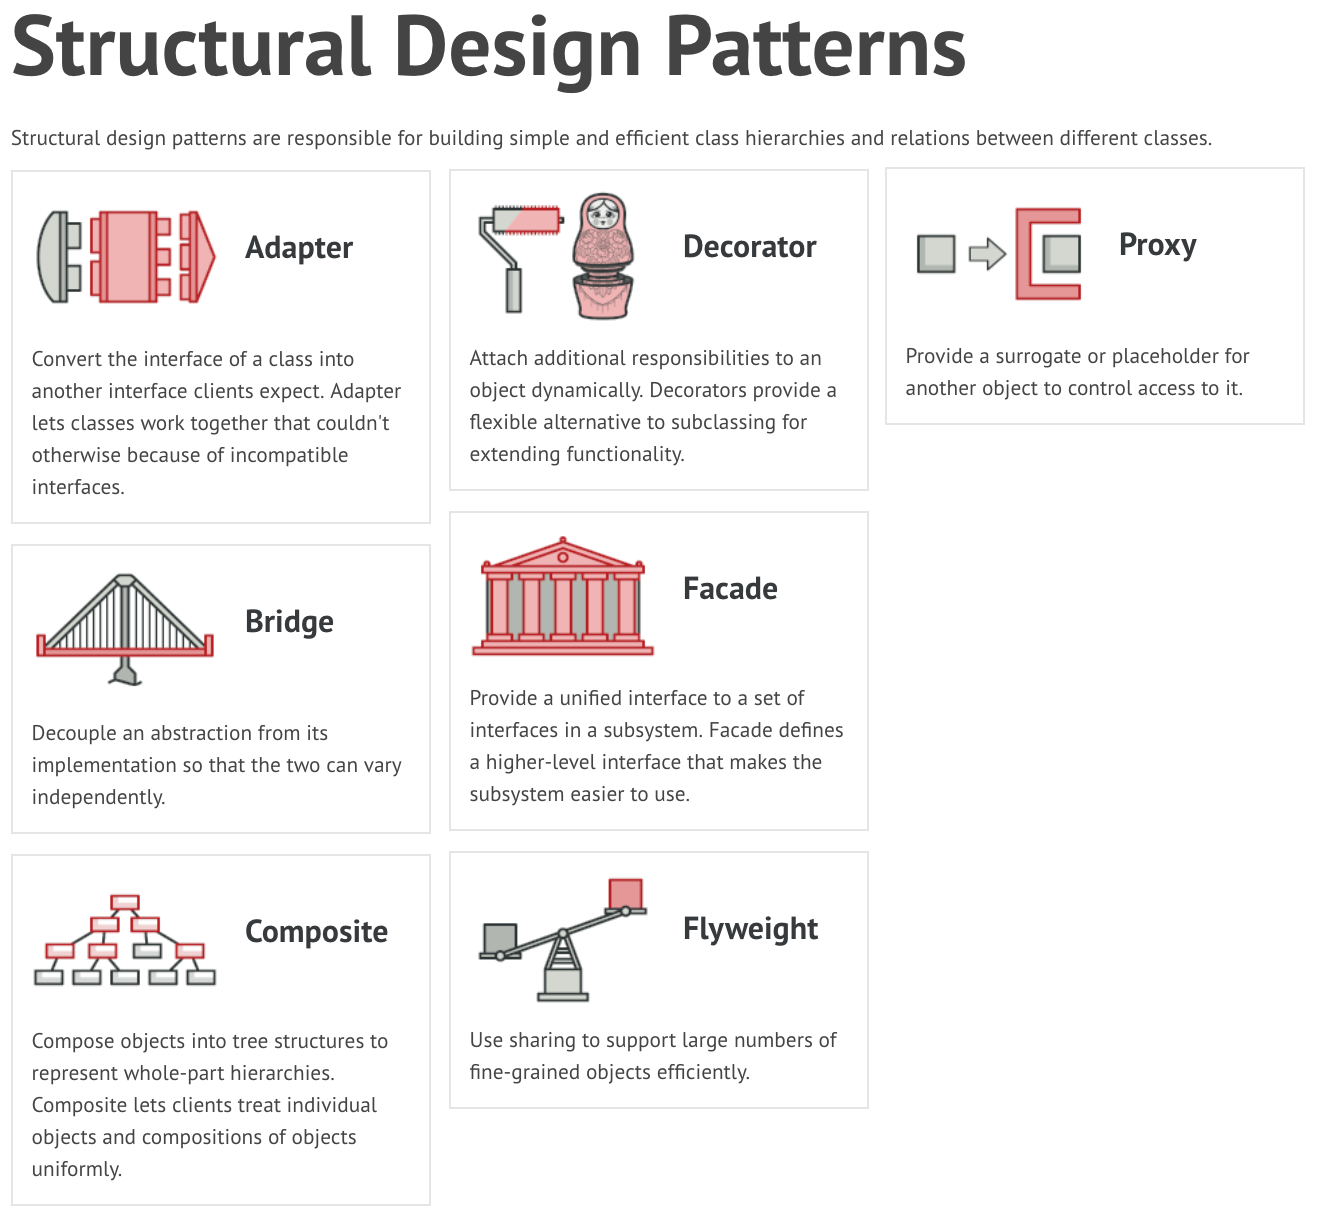 Structural Design Patterns
Structural design patterns are responsible for building simple and efficient class hierarchies and relations between different classes.
Adapter
Convert the interface of a class into
another interface clients expect. Adapter
lets classes work together that couldn't
otherwise because of incompatible
interfaces.
Bridge
Decouple an abstraction from its
implementation so that the two can vary
independently.
Composite
Compose objects into tree structures to
represent whole-part hierarchies.
Composite lets clients treat individual
objects and compositions of objects
uniformly.
Decorator
Attach additional responsibilities to an
object dynamically. Decorators provide a
flexible alternative to subclassing for
extending functionality.
Facade
Provide a unified interface to a set of
interfaces in a subsystem. Facade defines
a higher-level interface that makes the
subsystem easier to use.
Flyweight
Use sharing to support large numbers of
fine-grained objects efficiently.
Proxy
Provide a surrogate or placeholder for
another object to control access to it.